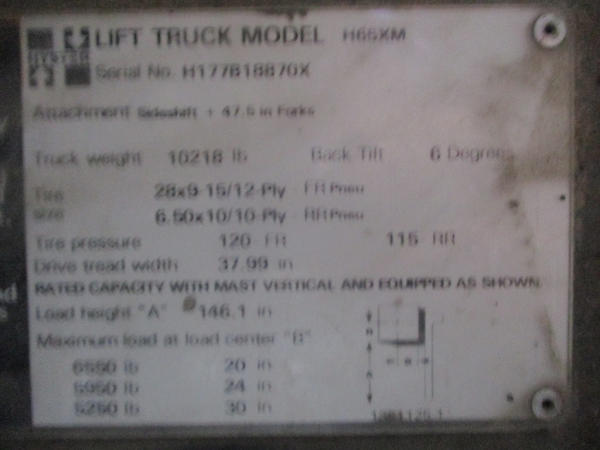 HYSTER
LIFT TRUCK MODEL H65XM
Serial No. H177B18870X
Attachment Sideshift + 47.5 in Forks
Truck weight 10218 lb Back Tilt 6 Degrees
Tire 28x9-15/12-Ply FR Pneu
size 6.50x10/10-Ply RR Pneu
Tire pressure 120 FR 115 RR
Drive tread width 37.99 in
RATED CAPACITY WITH MAST VERTICAL AND EQUIPPED AS SHOWN.
Load height "A" 146.1 in
Maximum load at load center "B"
6550 lb 20 in
5950 lb 24 in
5250 lb 30 in